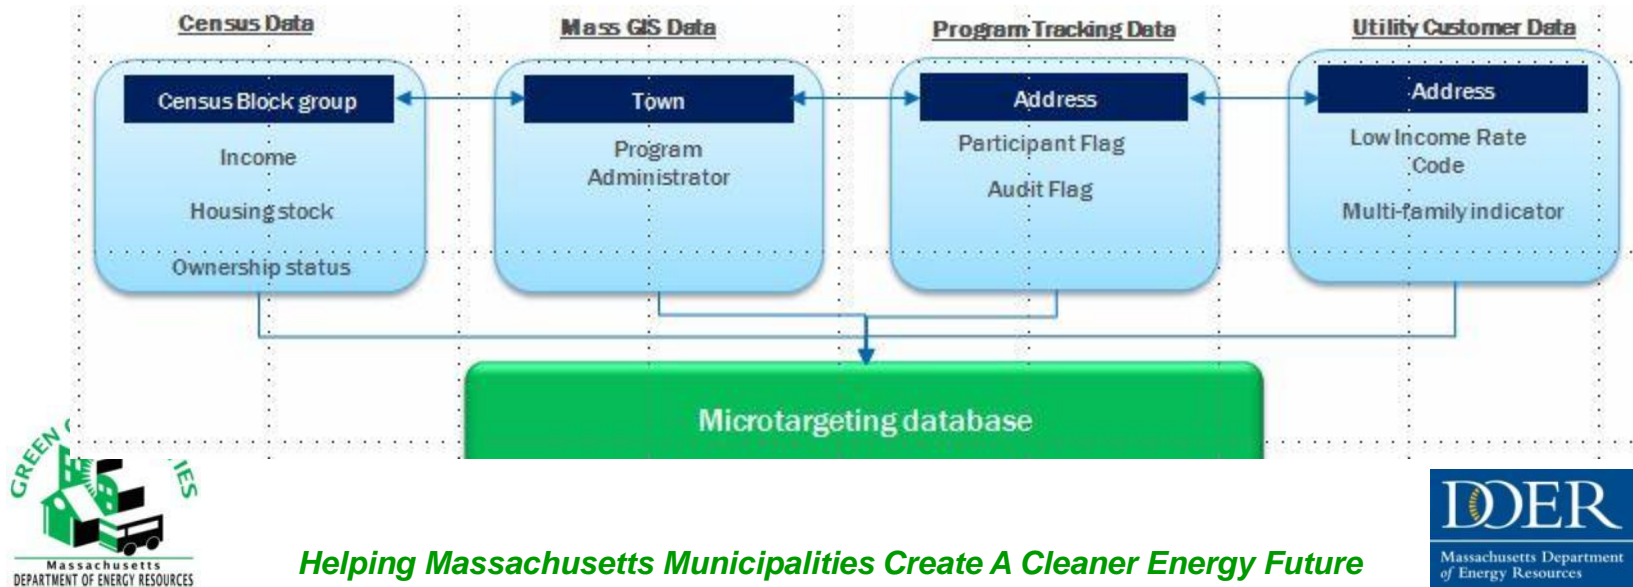 Census Data
Mass GIS Data
Program Tracking Data
Utility Customer Data
Census Block group
Town
Address
Address
Income
Housing stock
Ownership status
Program
Administrator
Participant Flag
Audit Flag
Low Income Rate
Code
Multi-family indicator
Microtargeting database
GREEN
IES
Massachusetts
DEPARTMENT OF ENERGY RESOURCES
Helping Massachusetts Municipalities Create A Cleaner Energy Future
DOER
Massachusetts Department
of Energy Resources